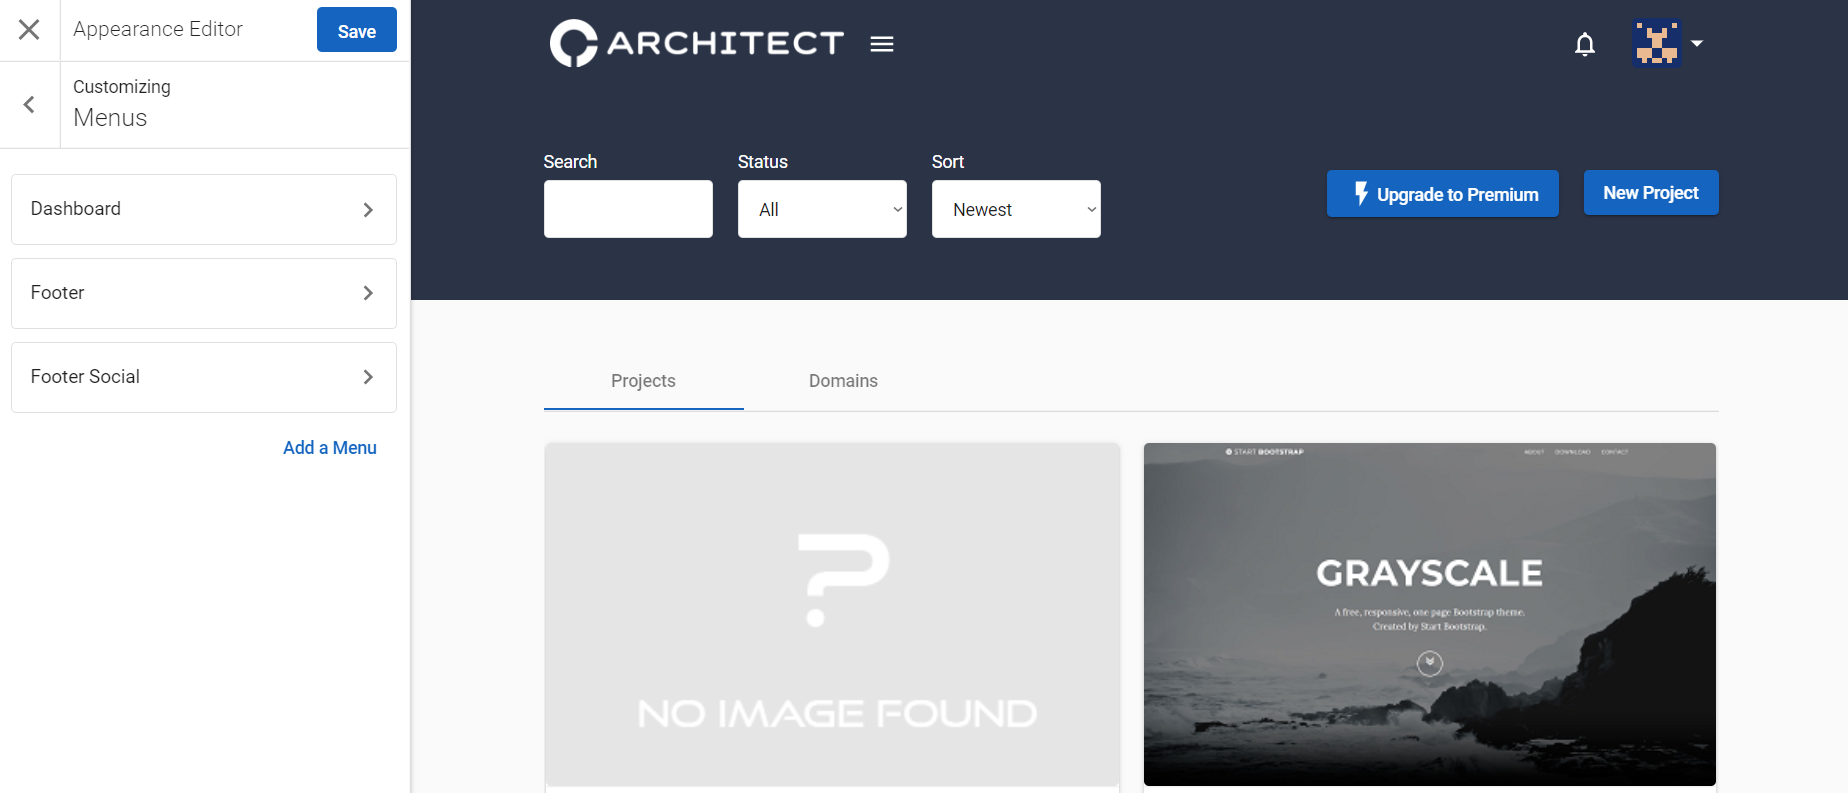 Appearance Editor
Save
Customizing
Menus
Dashboard
Footer
Footer Social
Add a Menu
ARCHITECT
Search
Status
Sort
All
Newest
Upgrade to Premium
New Project
Projects
Domains
NO IMAGE FOUND
START BOOTSTRAP
ABOUT DOWNLOAD CONTACT
GRAYSCALE
A free, responsive, one page Bootstrap theme.
Created by Start Bootstrap.